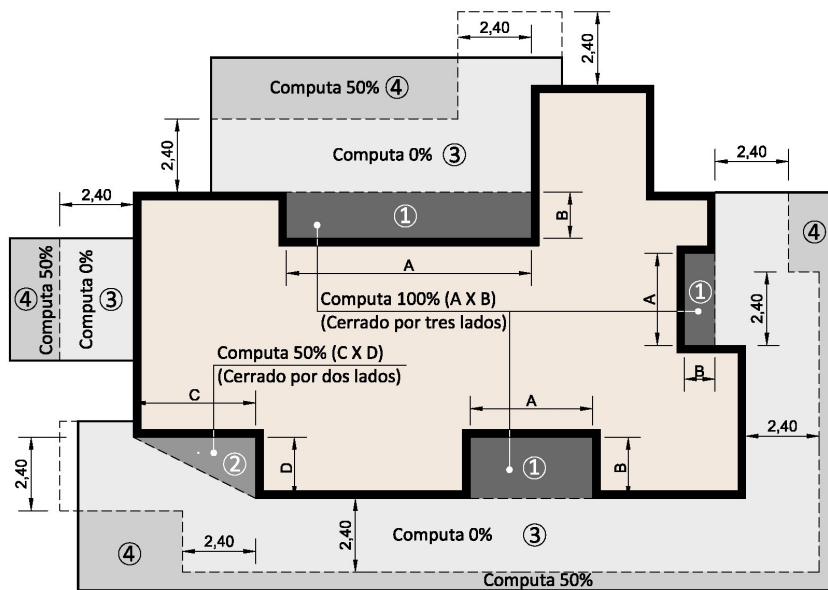 2,40
2,40
Computa 50% ④
2,40
Computa 0% ③
2,40
2,40
①
B
④
④
Computa 50%
Computa 0%
③
A
A
①
2,40
Computa 100% (A X B)
(Cerrado por tres lados)
Computa 50% (C X D)
(Cerrado por dos lados)
B
C
A
2,40
2,40
②
D
①
B
④
2,40
2,40
Computa 0% ③
Computa 50%